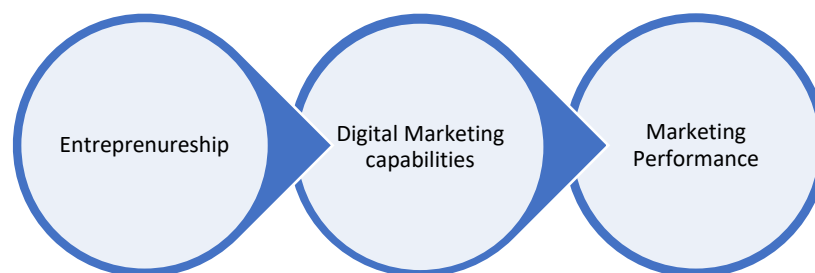 Entreprenureship
Digital Marketing
capabilities
Marketing
Performance